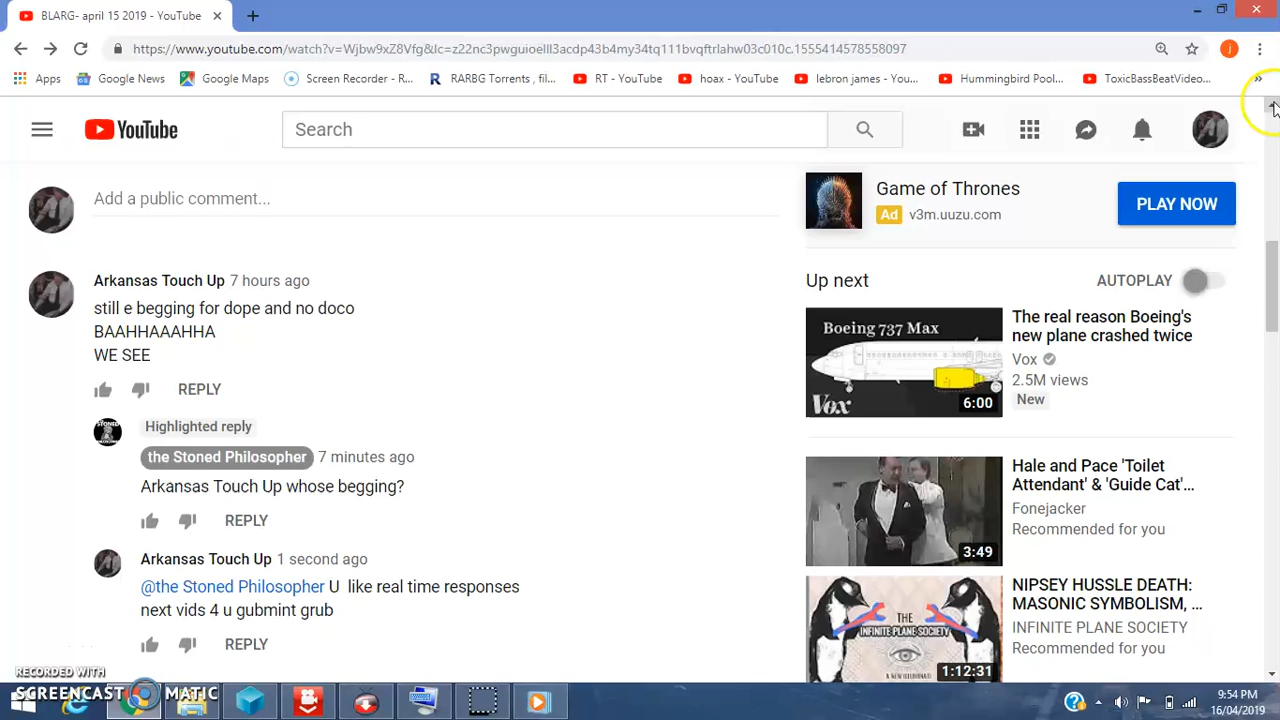 BLARG- april 15 2019 - YouTube
https://www.youtube.com/watch?v=Wjbw9xZ8Vfg&lc=z22nc3pwguioelll3acdp43b4my34tq111bvqftrlahw03c010c.1555414578558097
j
Apps Google News Google Maps Screen Recorder - R... RARBG Torrents , fil... RT - YouTube hoax - YouTube lebron james - You... Hummingbird Pool... ToxicBassBeatVideo... »
YouTube
Search
Add a public comment...
Game of Thrones
Ad v3m.uuzu.com
PLAY NOW
Arkansas Touch Up 7 hours ago
still e begging for dope and no doco
BAAHHAAAHHA
WE SEE
REPLY
Highlighted reply
the Stoned Philosopher 7 minutes ago
Arkansas Touch Up whose begging?
REPLY
Arkansas Touch Up 1 second ago
@the Stoned Philosopher U like real time responses
next vids 4 u gubmint grub
REPLY
Up next
AUTOPLAY
Boeing 737 Max
Vox
6:00
The real reason Boeing's
new plane crashed twice
Vox
2.5M views
New
3:49
Hale and Pace 'Toilet
Attendant' & 'Guide Cat'...
Fonejacker
Recommended for you
THE
INFINITE PLANE SOCIETY
1:12:31
NIPSEY HUSSLE DEATH:
MASONIC SYMBOLISM, ...
INFINITE PLANE SOCIETY
Recommended for you
RECORDED WITH
SCREENCAST MATIC
9:54 PM
16/04/2019